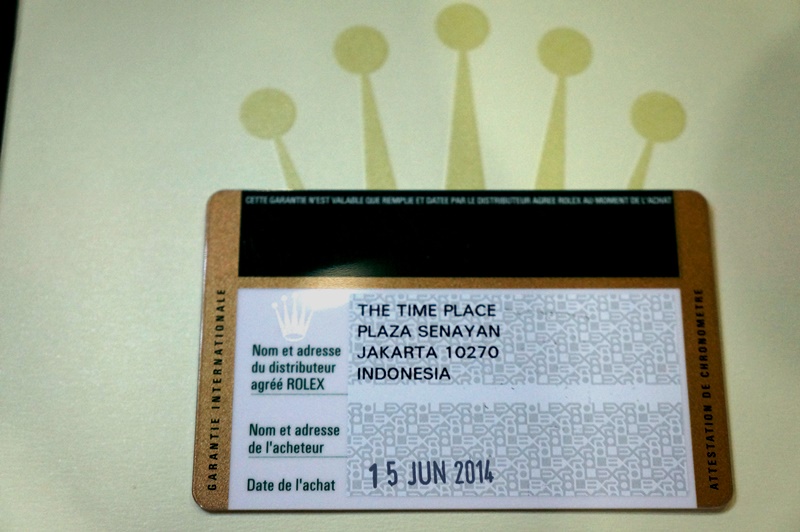 CETTE GARANTIE N'EST VALABLE QUE REMPLIE ET DATEE PAR LE DISTRIBUTEUR AGREE ROLEX AU MOMENT DE L'ACHAT
GARANTIE INTERNATIONALE
Nom et adresse
du distributeur
agréé ROLEX
THE TIME PLACE
PLAZA SENAYAN
JAKARTA 10270
INDONESIA
Nom et adresse
de l'acheteur
Date de l'achat
15 JUN 2014
ATTESTATION DE CHRONOMETRE